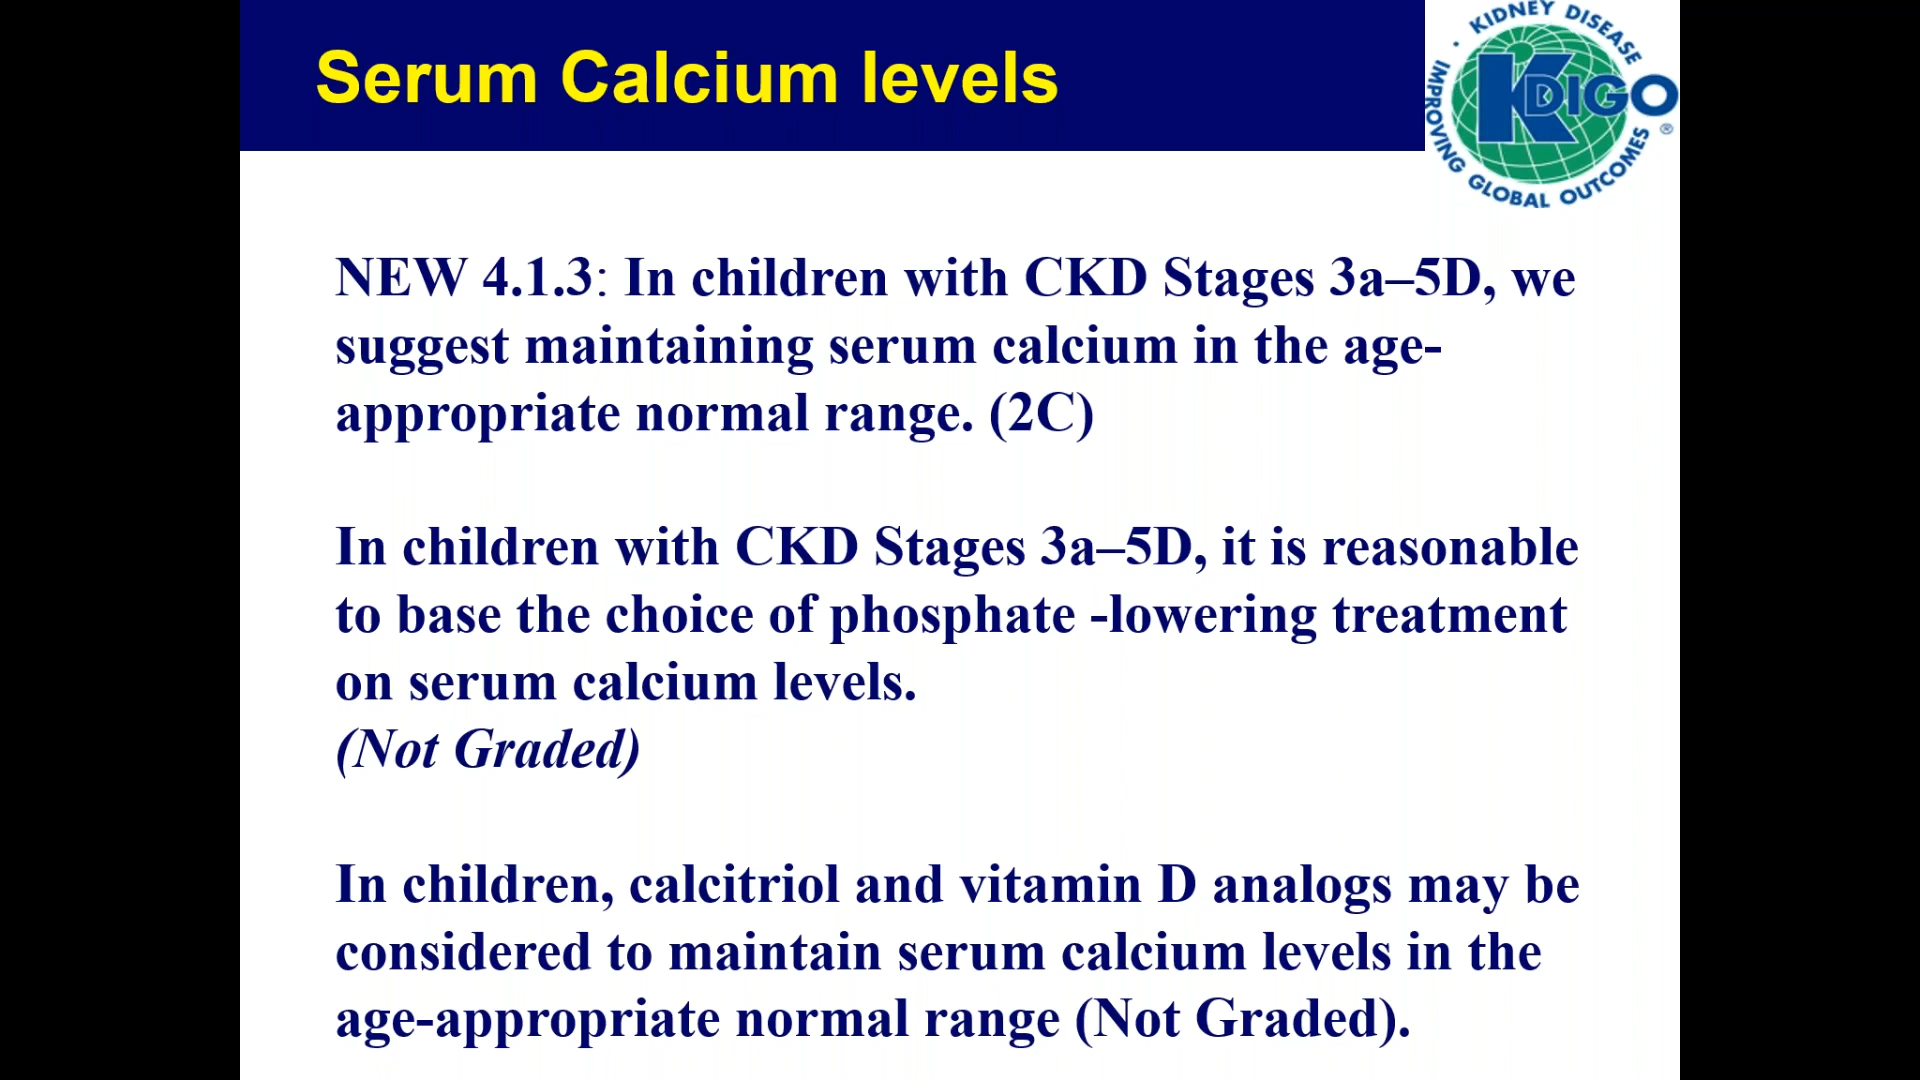 Serum Calcium levels
KIDNEY DISEASE
KDIGO
®
IMPROVING GLOBAL OUTCOMES
NEW 4.1.3: In children with CKD Stages 3a–5D, we
suggest maintaining serum calcium in the age-
appropriate normal range. (2C)
In children with CKD Stages 3a–5D, it is reasonable
to base the choice of phosphate -lowering treatment
on serum calcium levels.
(Not Graded)
In children, calcitriol and vitamin D analogs may be
considered to maintain serum calcium levels in the
age-appropriate normal range (Not Graded).